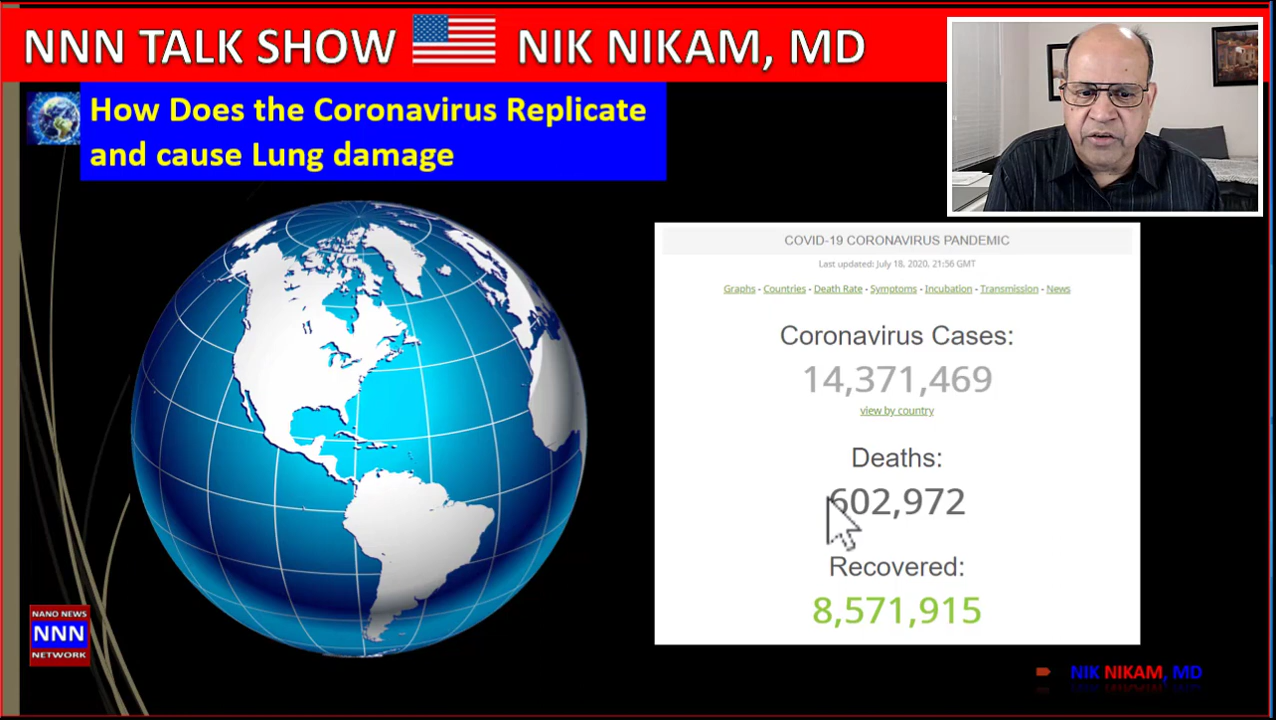 NNN TALK SHOW NIK NIKAM, MD
How Does the Coronavirus Replicate
and cause Lung damage
COVID-19 CORONAVIRUS PANDEMIC
Last updated: July 18, 2020, 21:56 GMT
Graphs - Countries - Death Rate - Symptoms - Incubation - Transmission - News
Coronavirus Cases:
14,371,469
view by country
Deaths:
602,972
Recovered:
8,571,915
NANO NEWS
NNN
NETWORK
NIK NIKAM, MD